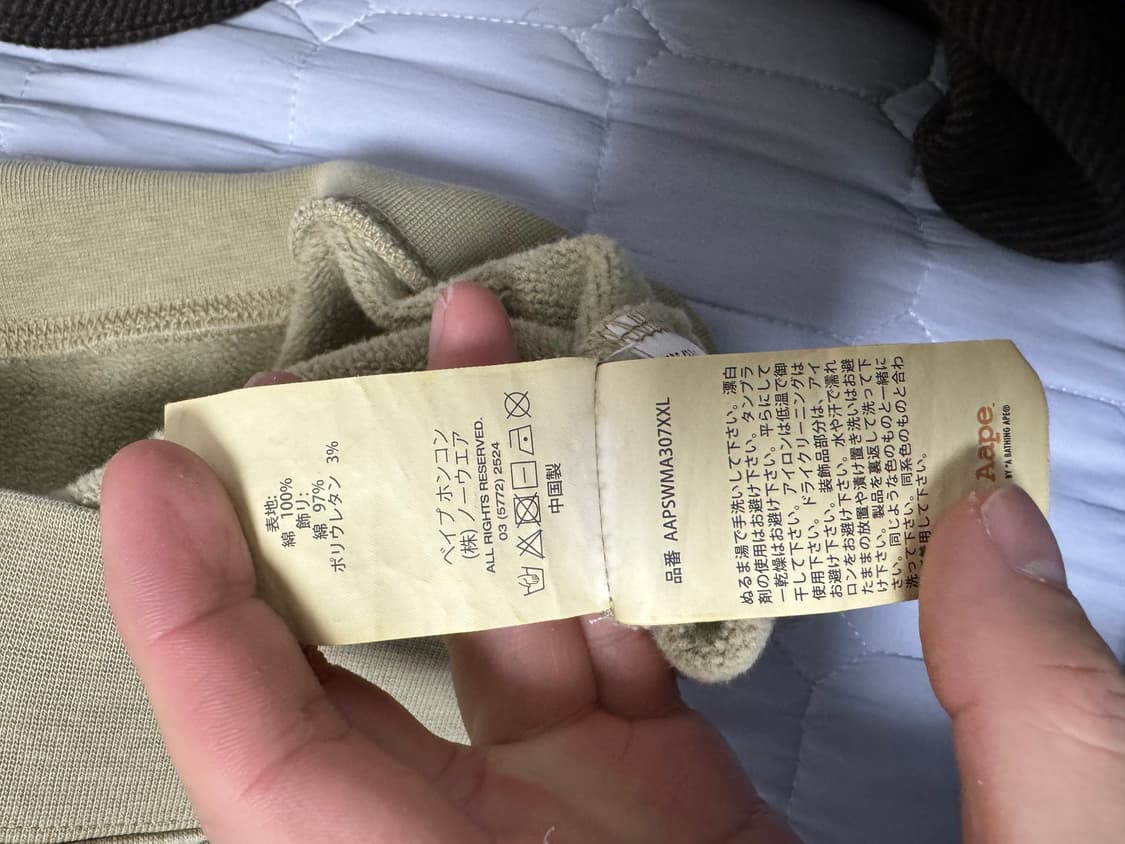 表地:
綿 100%
飾り:
綿 97%
ポリウレタン 3%
ベイプ ホンコン
(株) ノーウエア
ALL RIGHTS RESERVED.
03 (5772) 2524
中国製
品番 AAPSWMA307XXL
ぬるま湯で手洗いして下さい。漂白
剤の使用はお避け下さい。タンブラ
ー乾燥はお避け下さい。平らにして
干して下さい。アイロンは低温で御
使用下さい。ドライクリーニングは
お避け下さい。装飾品部分は、アイ
ロンをお避け下さい。水や汗で濡れ
たままの放置や漬け置き洗いはお避
け下さい。製品を裏返して洗って下
さい。同じような色のものと一緒に
洗って下さい。同系色のものと合わ
着用して下さい。
Aape
BY *A BATHING APE®